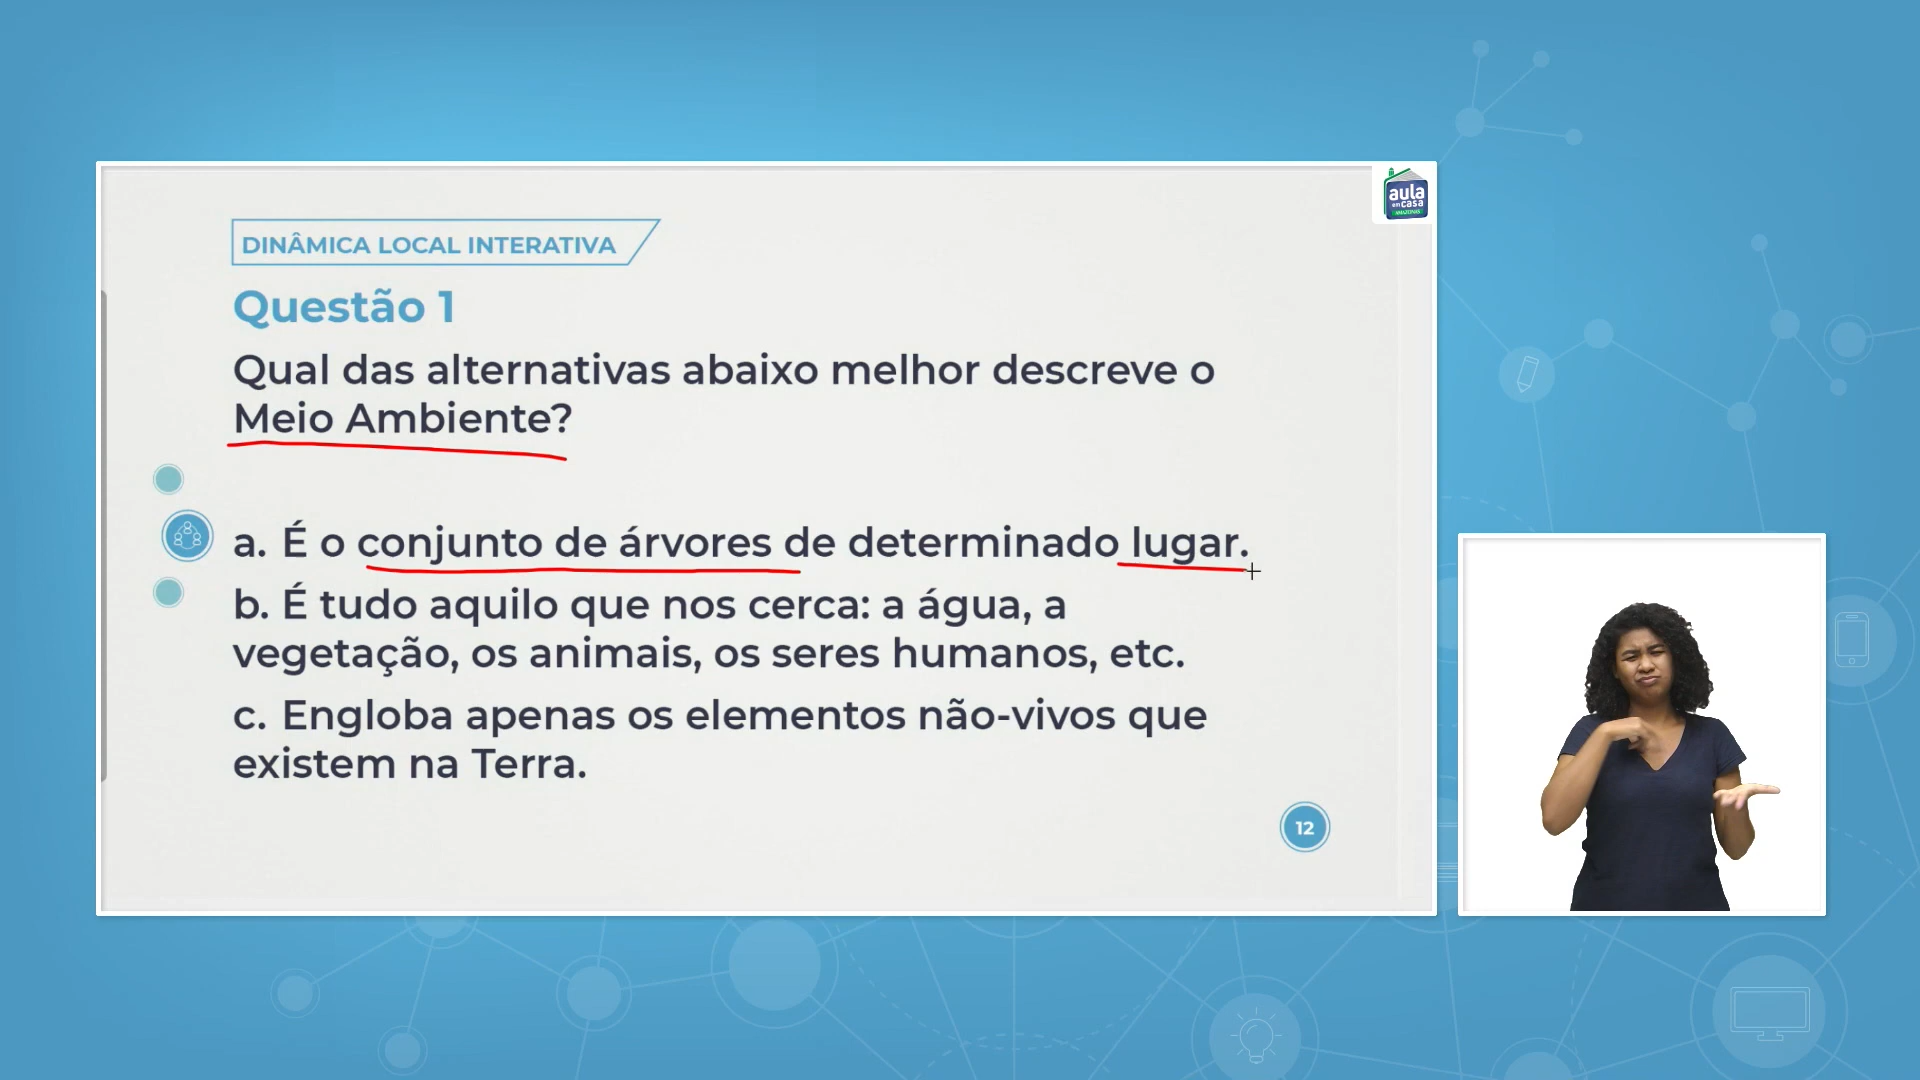 aula
em casa
AMAZONAS
DINÂMICA LOCAL INTERATIVA
Questão 1
Qual das alternativas abaixo melhor descreve o
Meio Ambiente?
a. É o conjunto de árvores de determinado lugar.
b. É tudo aquilo que nos cerca: a água, a
vegetação, os animais, os seres humanos, etc.
c. Engloba apenas os elementos não-vivos que
existem na Terra.
12